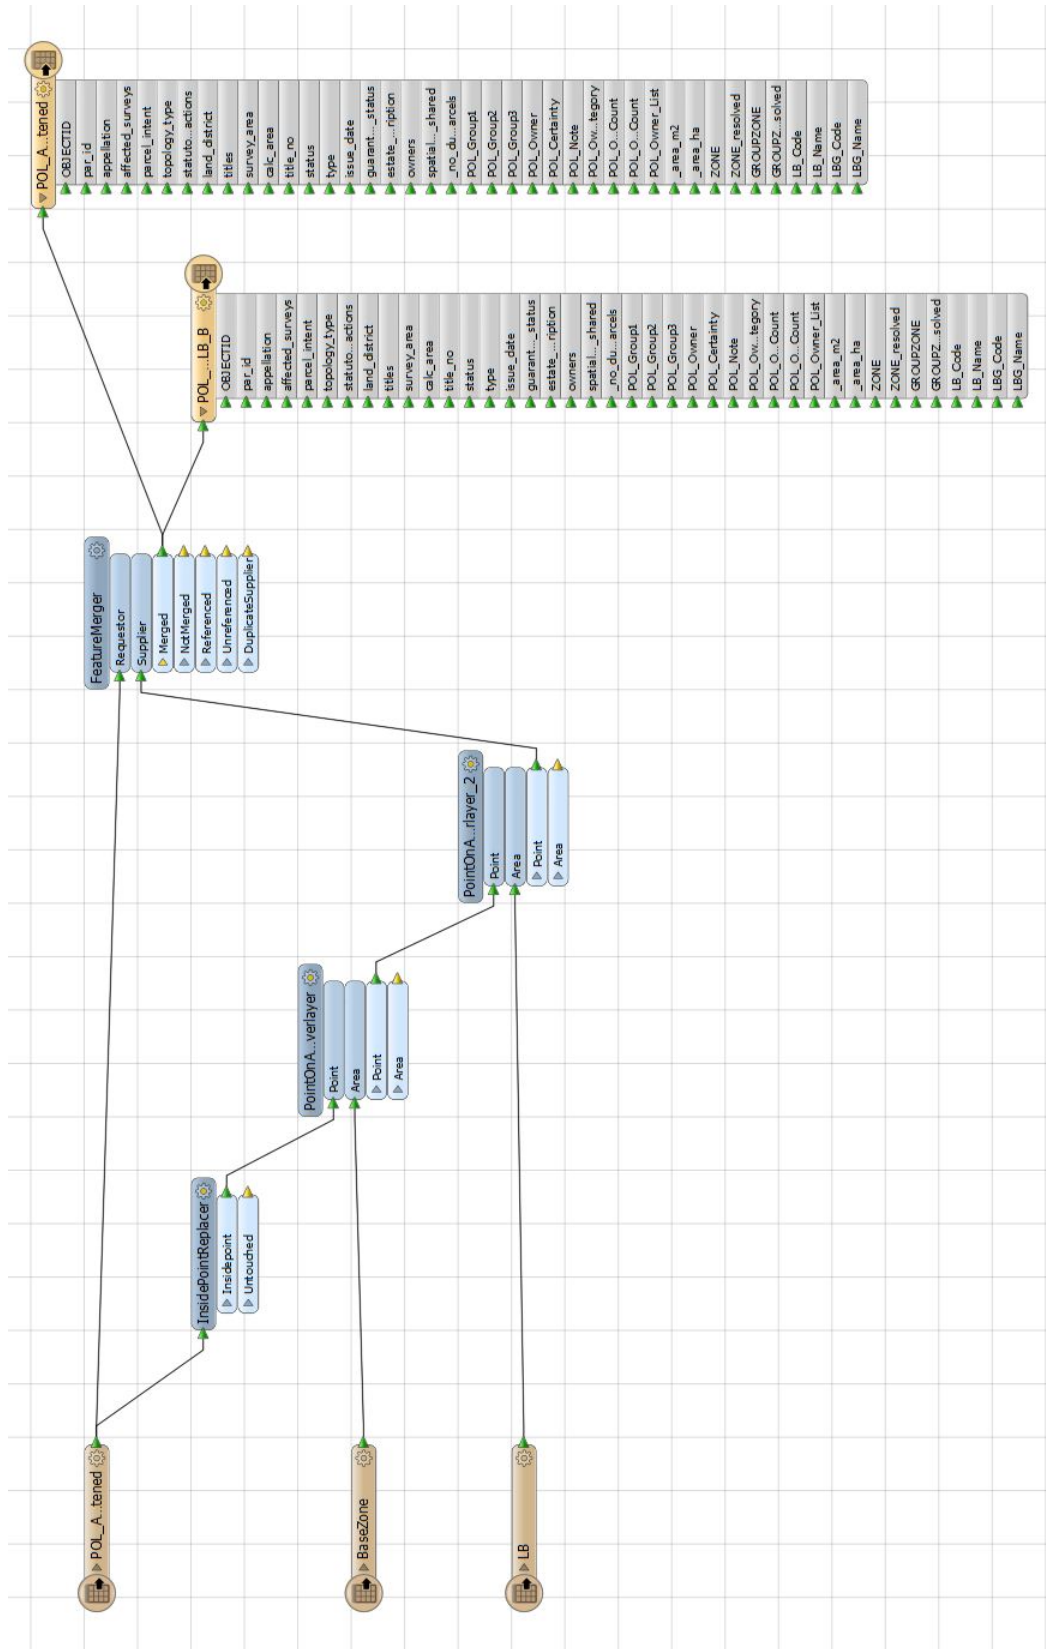 POL_A...tened
OBJECTID
par_id
appellation
affected_surveys
parcel_intent
topology_type
statuto...actions
land_district
titles
survey_area
calc_area
title_no
status
type
issue_date
guarant..._status
estate_...ription
owners
spatial..._shared
_no_du...arcels
POL_Group1
POL_Group2
POL_Group3
POL_Owner
POL_Certainty
POL_Note
POL_Ow...tegory
POL_O...Count
POL_O...Count
POL_Owner_List
_area_m2
_area_ha
ZONE
ZONE_resolved
GROUPZONE
GROUPZ...solved
LB_Code
LB_Name
LBG_Code
LBG_Name
POL_...LB_B
OBJECTID
par_id
appellation
affected_surveys
parcel_intent
topology_type
statuto...actions
land_district
titles
survey_area
calc_area
title_no
status
type
issue_date
guarant..._status
estate_...ription
owners
spatial..._shared
_no_du...arcels
POL_Group1
POL_Group2
POL_Group3
POL_Owner
POL_Certainty
POL_Note
POL_Ow...tegory
POL_O...Count
POL_O...Count
POL_Owner_List
_area_m2
_area_ha
ZONE
ZONE_resolved
GROUPZONE
GROUPZ...solved
LB_Code
LB_Name
LBG_Code
LBG_Name
FeatureMerger
Requestor
Supplier
Merged
NotMerged
Referenced
Unreferenced
DuplicateSupplier
PointOnA...rlayer_2
Point
Area
Point
Area
PointOnA...verlayer
Point
Area
Point
Area
InsidePointReplacer
Insidepoint
Untouched
POL_A...tened
BaseZone
LB